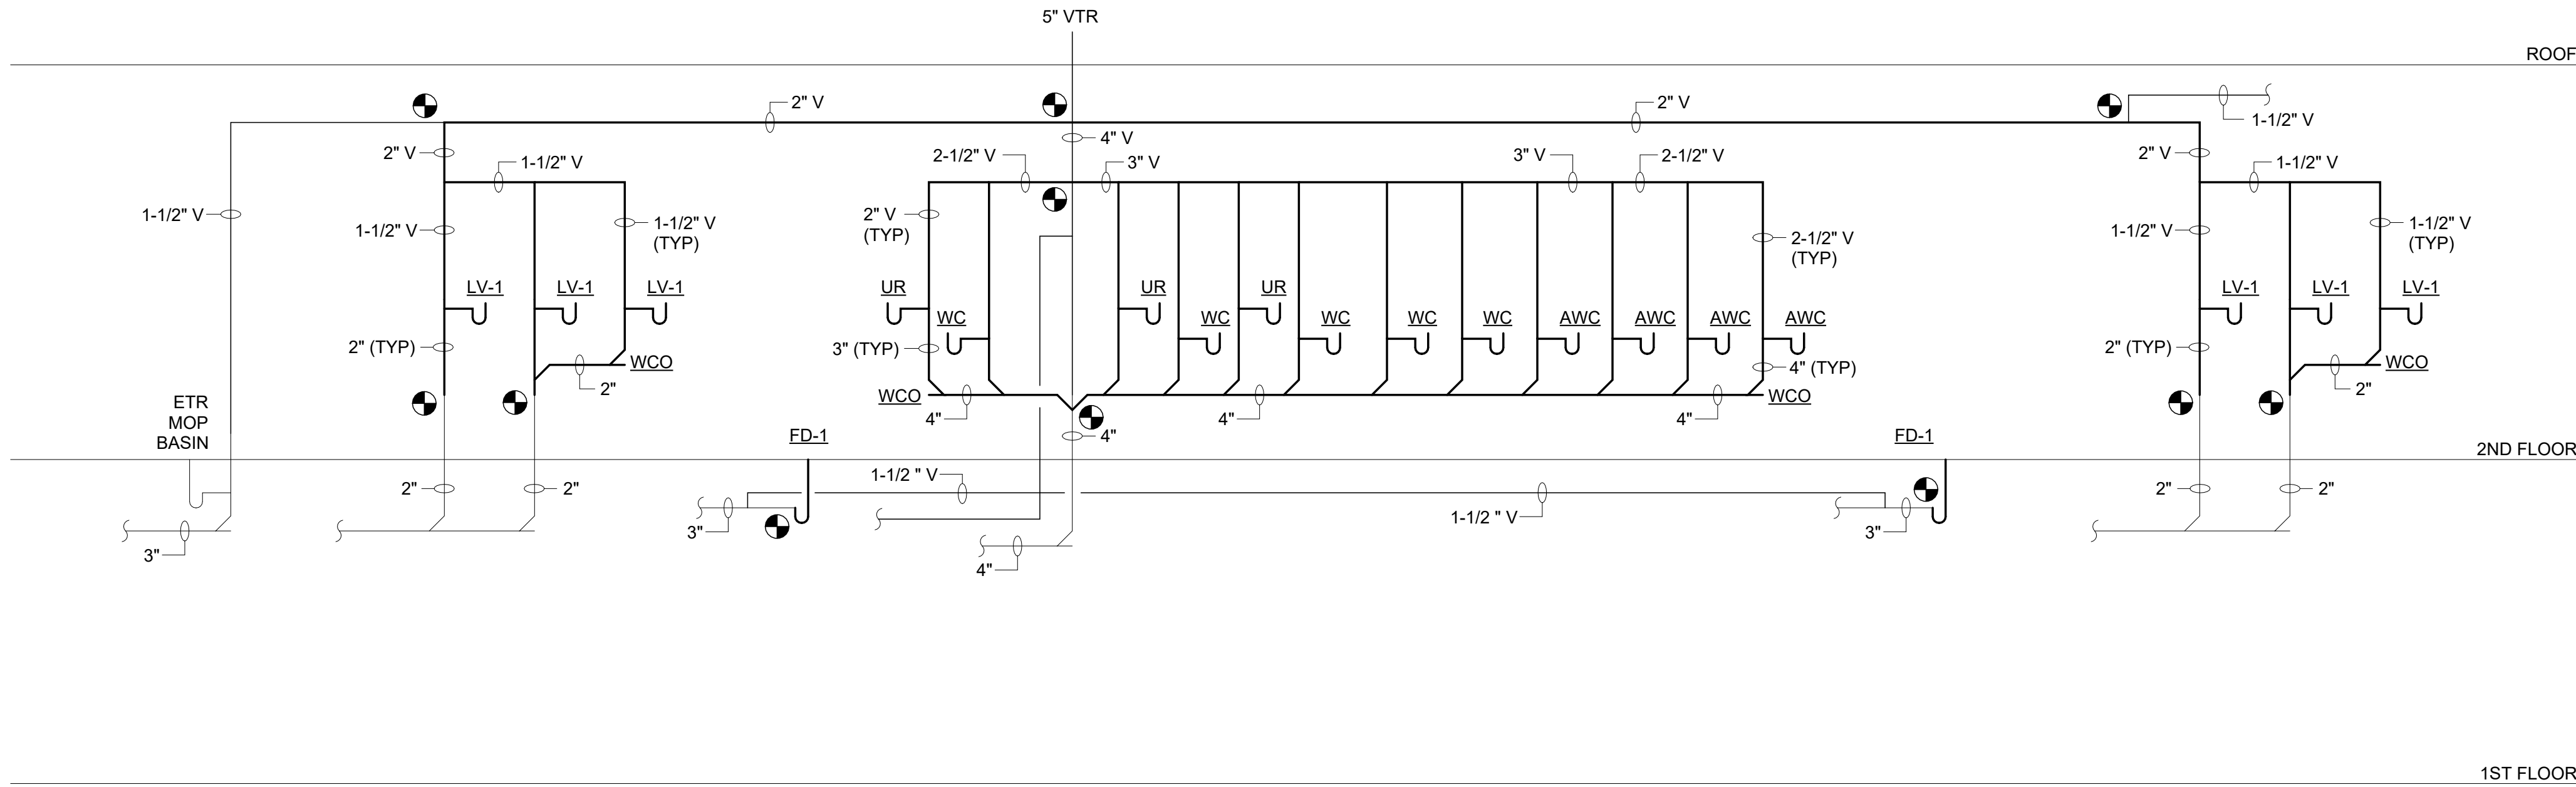 5" VTR
ROOF
2" V
2" V
1-1/2" V
4" V
2" V
1-1/2" V
2-1/2" V
3" V
3" V
2-1/2" V
2" V
1-1/2" V
1-1/2" V
1-1/2" V
1-1/2" V
(TYP)
2" V
(TYP)
2-1/2" V
(TYP)
1-1/2" V
1-1/2" V
(TYP)
LV-1
LV-1
LV-1
UR
UR
UR
LV-1
LV-1
LV-1
WC
WC
WC
WC
WC
AWC
AWC
AWC
AWC
2" (TYP)
3" (TYP)
4" (TYP)
2" (TYP)
WCO
2"
WCO
2"
WCO
4"
4"
4"
WCO
ETR
MOP
BASIN
FD-1
4"
FD-1
2ND FLOOR
2"
2"
1-1/2 " V
2"
2"
3"
1-1/2 " V
3"
3"
4"
1ST FLOOR